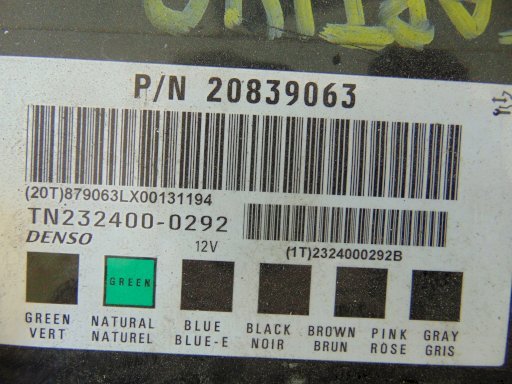 P/N 20839063
(20T)879063LX00131194
TN232400-0292
DENSO 12V
(1T)2324000292B
GREEN
GREEN NATURAL BLUE BLACK BROWN PINK GRAY
VERT NATUREL BLUE-E NOIR BRUN ROSE GRIS